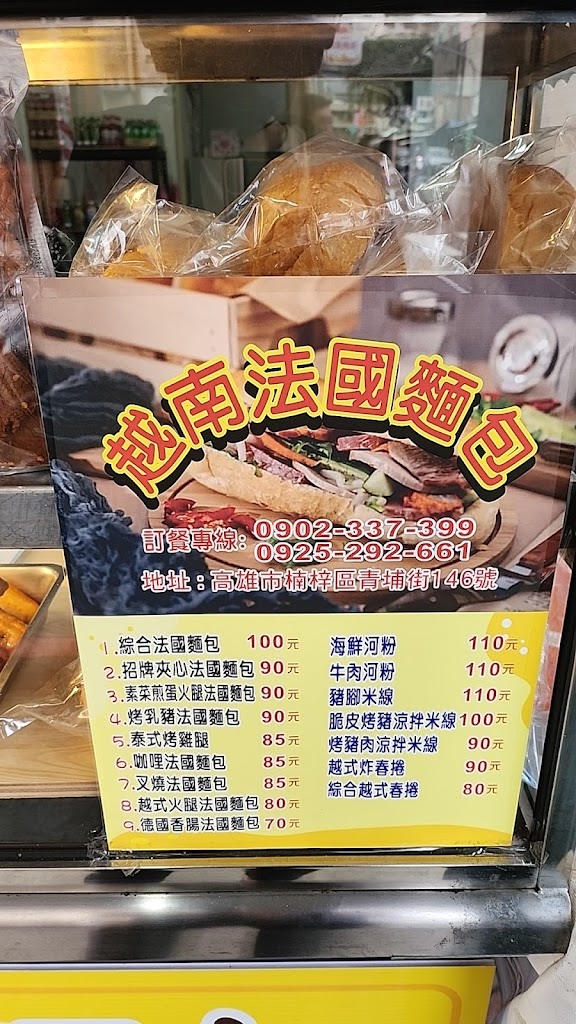 越南法國麵包
訂餐專線: 0902-337-399
0925-292-661
地址：高雄市楠梓區青埔街146號
1.綜合法國麵包 100元
2.招牌夾心法國麵包 90元
3.素菜煎蛋火腿法國麵包 90元
4.烤乳豬法國麵包 90元
5.泰式烤雞腿 85元
6.咖哩法國麵包 85元
7.叉燒法國麵包 85元
8.越式火腿法國麵包 80元
9.德國香腸法國麵包 70元
海鮮河粉 110元
牛肉河粉 110元
豬腳米線 110元
脆皮烤豬涼拌米線 100元
烤豬肉涼拌米線 90元
越式炸春捲 90元
綜合越式春捲 80元